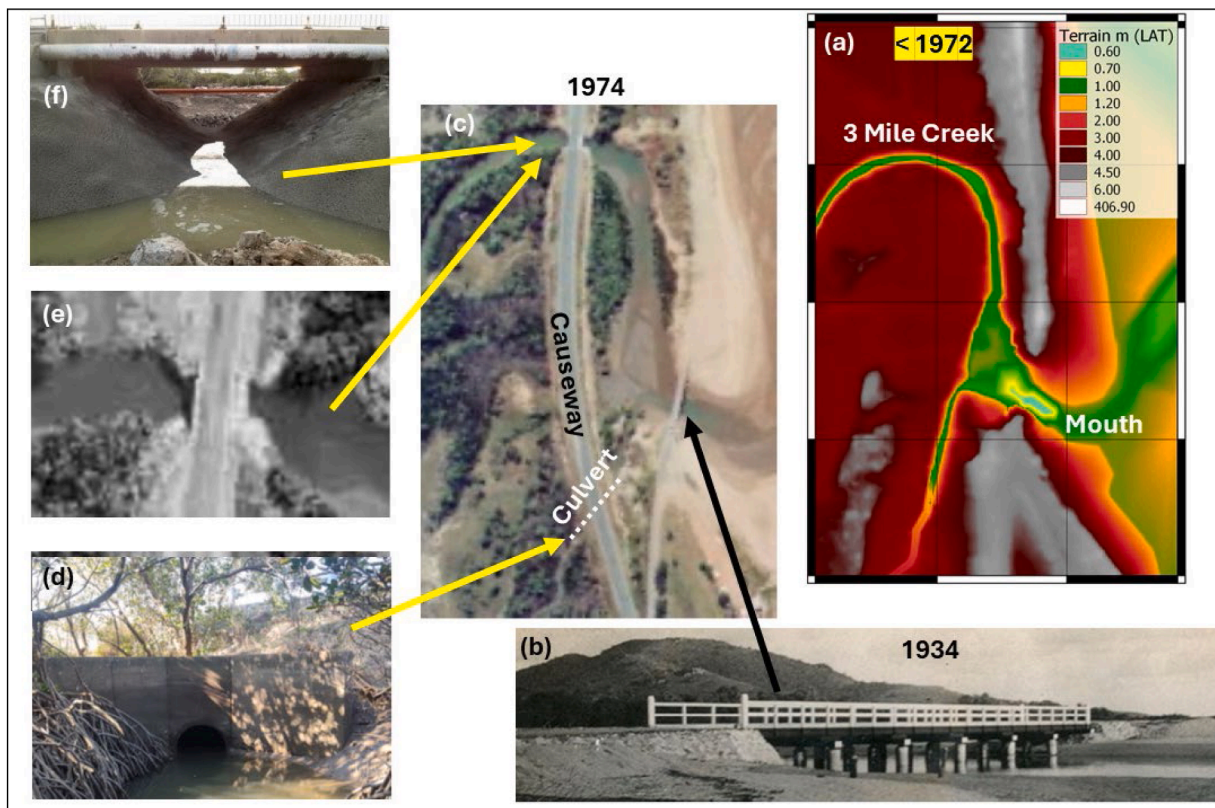 (f)
(e)
(d)
1974
(c)
Causeway
Culvert
(a)
< 1972
Terrain m (LAT)
0.60
0.70
1.00
1.20
2.00
3.00
4.00
4.50
6.00
406.90
3 Mile Creek
Mouth
(b)
1934